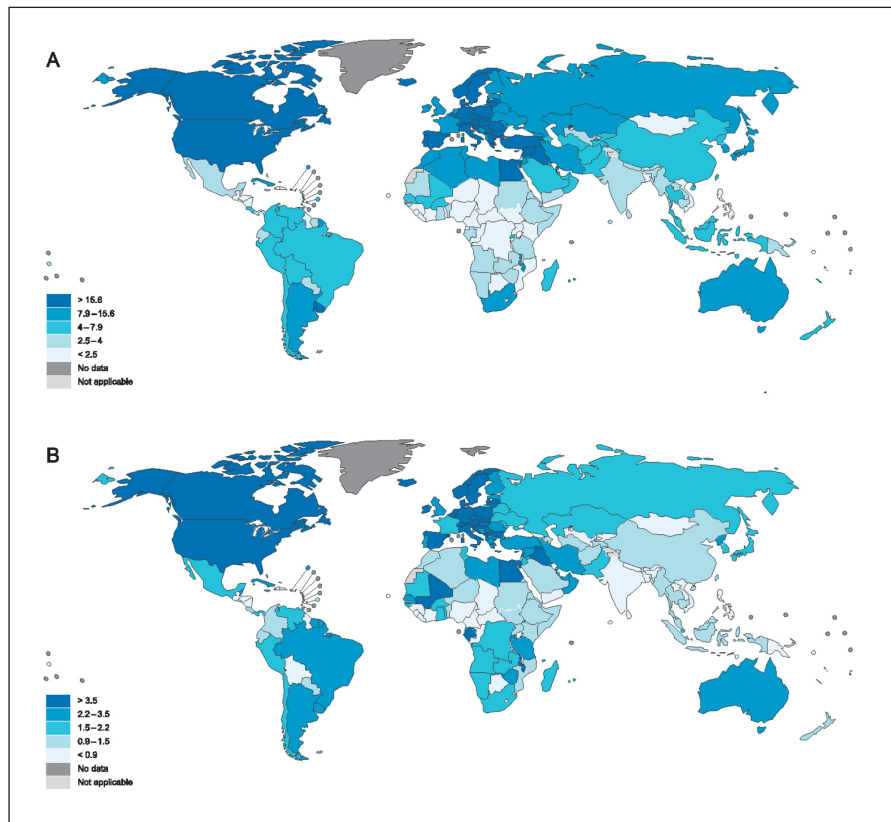 A
> 15.6
7.9–15.6
4–7.9
2.5–4
< 2.5
No data
Not applicable
B
> 3.5
2.2–3.5
1.5–2.2
0.9–1.5
< 0.9
No data
Not applicable